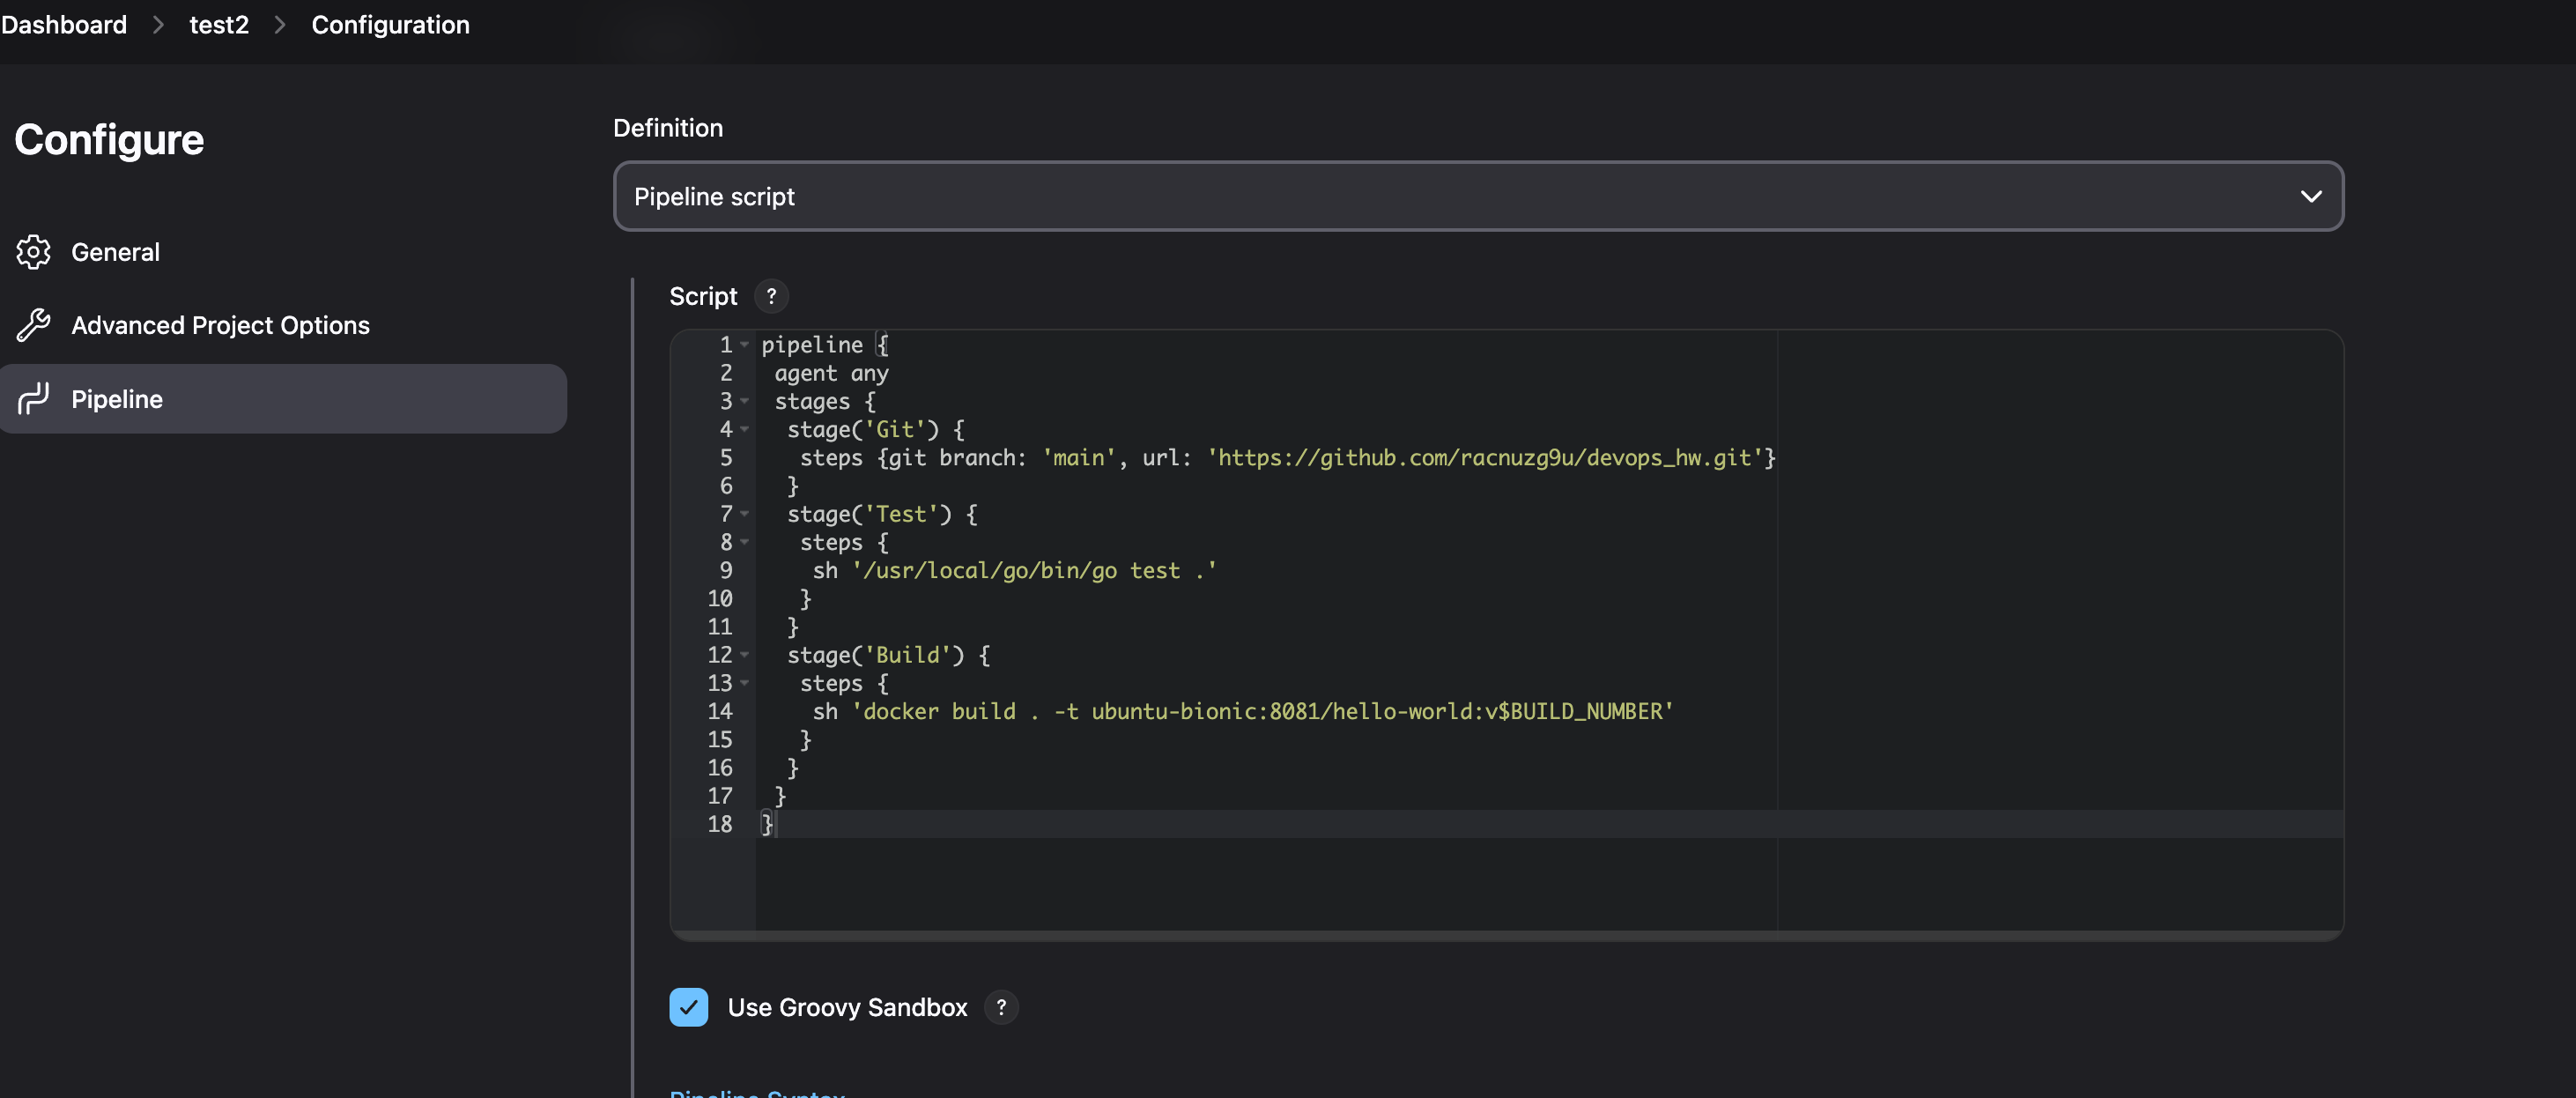 Dashboard > test2 > Configuration
Configure
General
Advanced Project Options
Pipeline
Definition
Pipeline script
Script ?
1 pipeline {
2  agent any
3  stages {
4   stage('Git') {
5    steps {git branch: 'main', url: 'https://github.com/racnuzg9u/devops_hw.git'}
6   }
7   stage('Test') {
8    steps {
9     sh '/usr/local/go/bin/go test .'
10    }
11   }
12   stage('Build') {
13    steps {
14     sh 'docker build . -t ubuntu-bionic:8081/hello-world:v$BUILD_NUMBER'
15    }
16   }
17  }
18 }
Use Groovy Sandbox ?
Pipeline Syntax